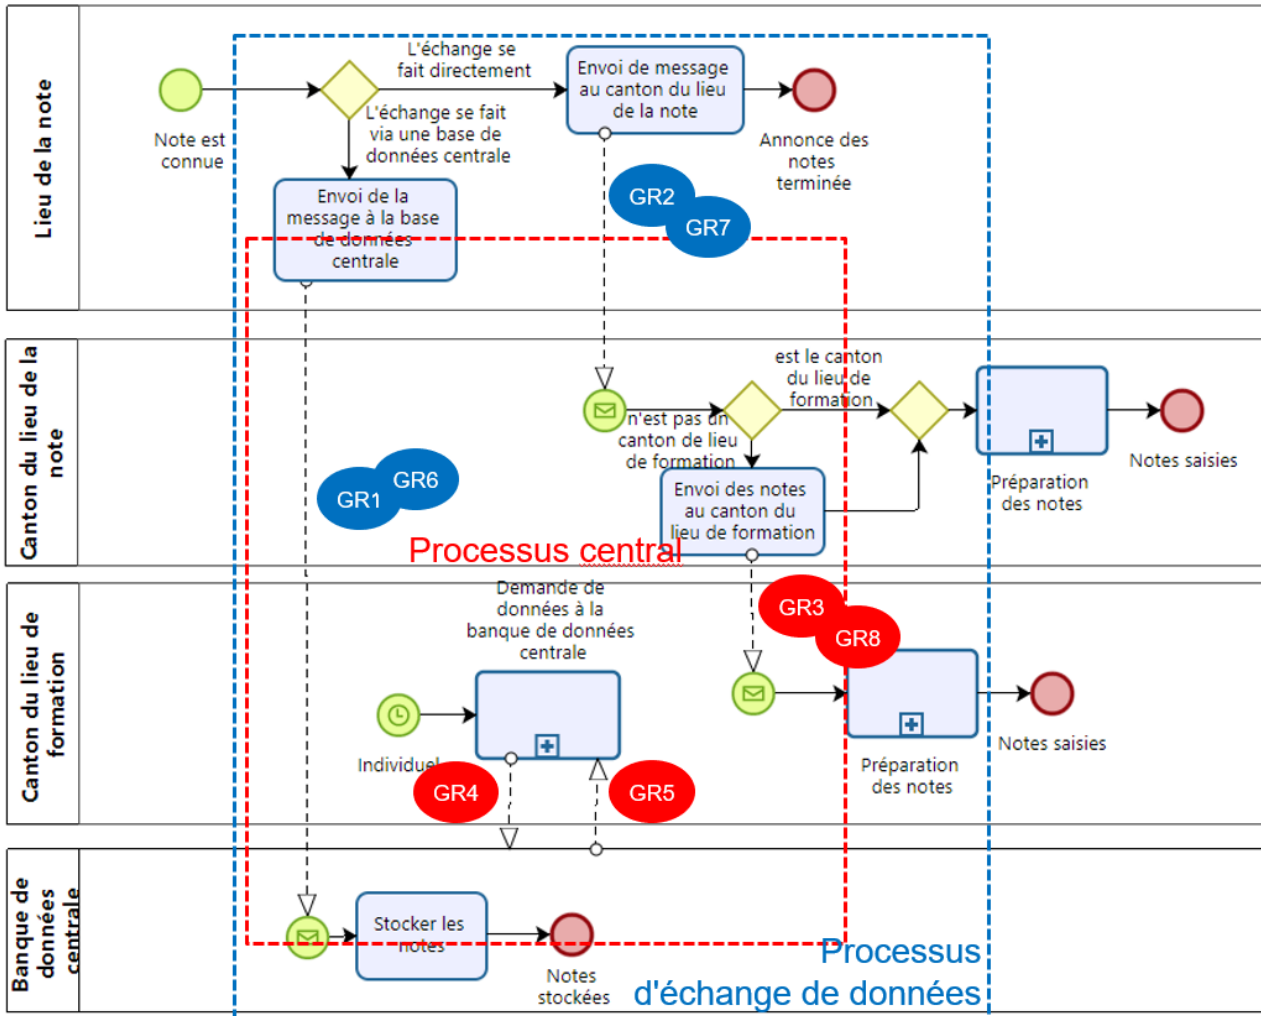 Lieu de la note
Note est
connue
L'échange se
fait directement
L'échange se fait
via une base de
données centrale
Envoi de message
au canton du lieu
de la note
Annonce des
notes
terminée
Envoi de la
message à la base
de données
centrale
GR2
GR7
Canton du lieu de la
note
n'est pas un
canton de lieu
de formation
est le canton
du lieu de
formation
Préparation
des notes
Notes saisies
Envoi des notes
au canton du
lieu de formation
GR1
GR6
Processus central
Canton du lieu de
formation
Demande de
données à la
banque de données
centrale
Individuel
GR3
GR8
GR4
GR5
Préparation
des notes
Notes saisies
Banque de
données
centrale
Stocker les
notes
Notes
stockées
Processus
d'échange de données